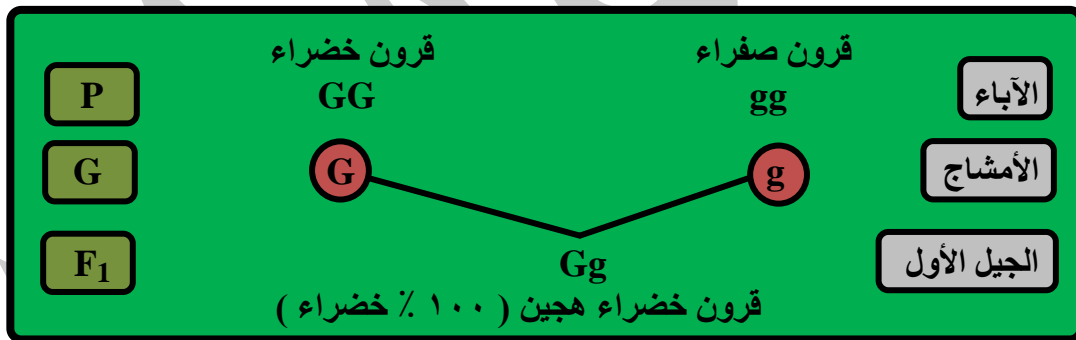 قرون صفراء قرون خضراء
الآباء gg GG P
الأمشاج g G G
الجيل الأول Gg F₁
قرون خضراء هجين ( ١٠٠ ٪ خضراء )